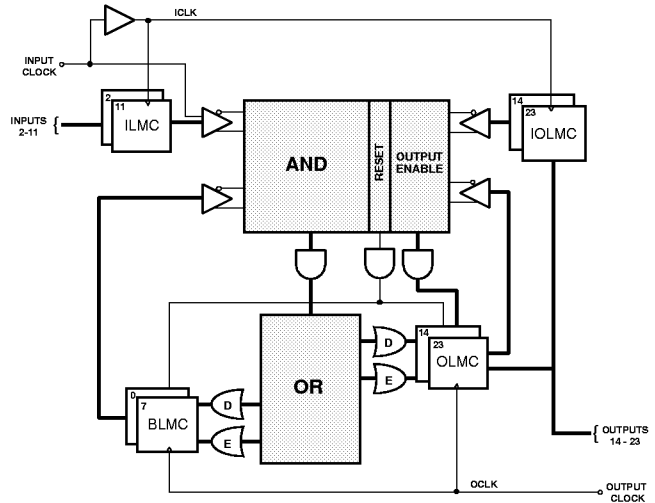 ICLK
INPUT
CLOCK
2
11
ILMC
INPUTS
2-11
14
23
IOLMC
AND
RESET
OUTPUT
ENABLE
D
E
14
23
OLMC
OR
D
E
0
7
BLMC
OUTPUTS
14 - 23
OCLK
OUTPUT
CLOCK